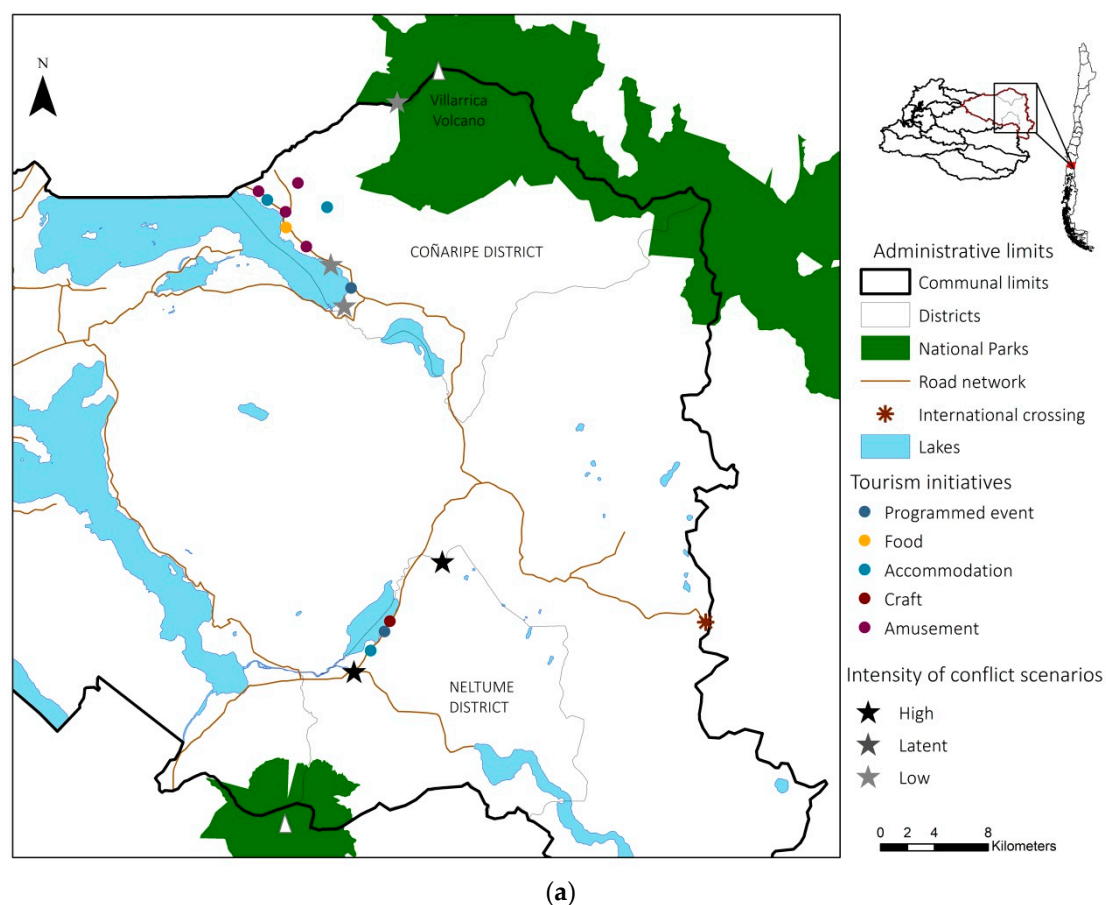 N
Villarrica
Volcano
COÑARIPE DISTRICT
NELTUME
DISTRICT
Administrative limits
Communal limits
Districts
National Parks
Road network
International crossing
Lakes
Tourism initiatives
Programmed event
Food
Accommodation
Craft
Amusement
Intensity of conflict scenarios
High
Latent
Low
0 2 4 8
Kilometers
(a)